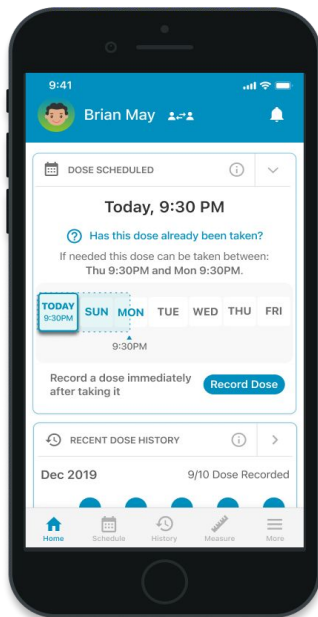 9:41
Brian May
DOSE SCHEDULED
Today, 9:30 PM
Has this dose already been taken?
If needed this dose can be taken between:
Thu 9:30PM and Mon 9:30PM.
TODAY SUN MON TUE WED THU FRI
9:30PM
9:30PM
Record a dose immediately
after taking it
Record Dose
RECENT DOSE HISTORY
Dec 2019 9/10 Dose Recorded
Home Schedule History Measure More